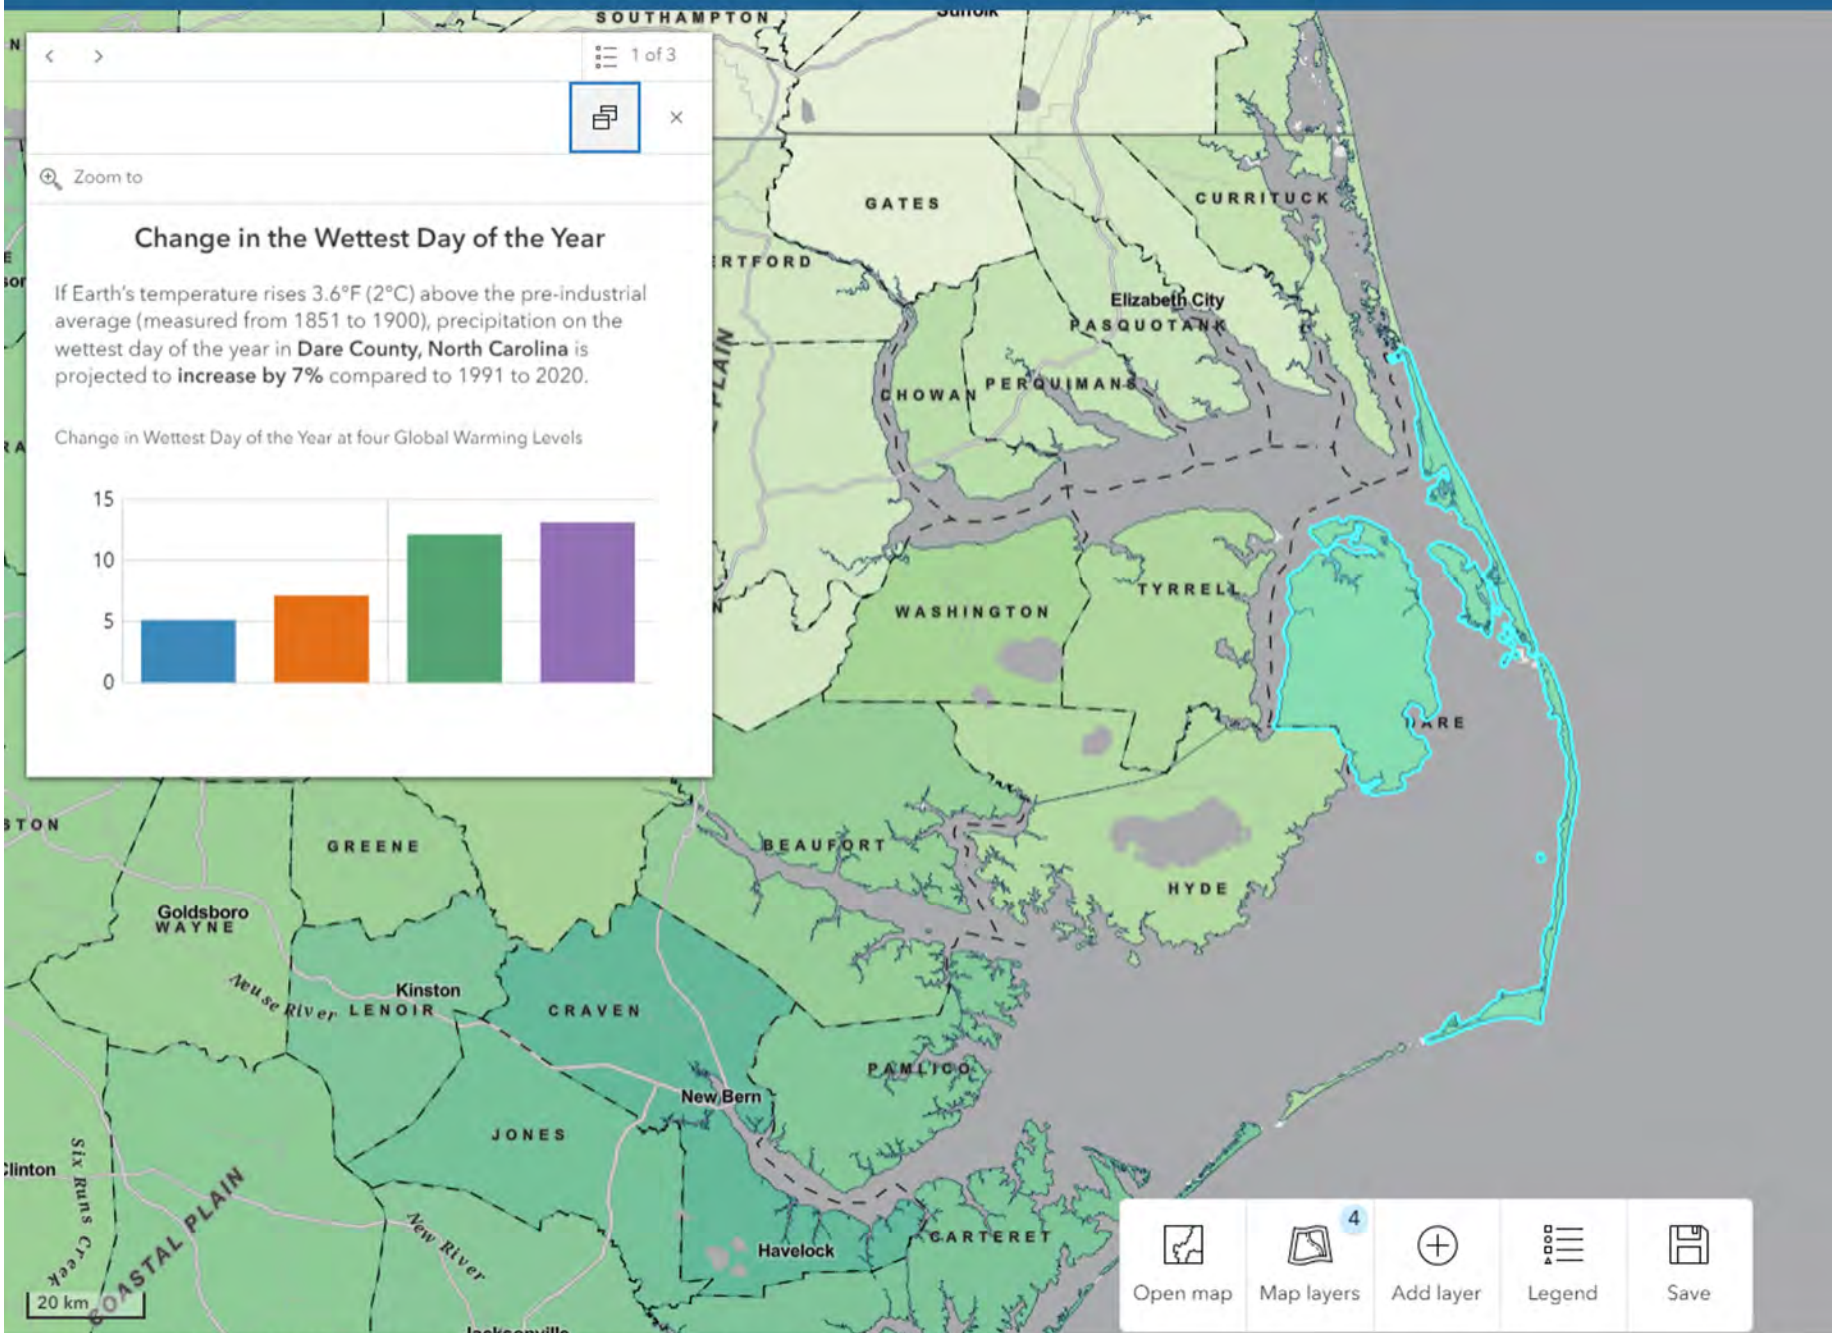 SOUTHAMPTON
Suffolk
1 of 3
Zoom to
Change in the Wettest Day of the Year
If Earth's temperature rises 3.6°F (2°C) above the pre-industrial
average (measured from 1851 to 1900), precipitation on the
wettest day of the year in Dare County, North Carolina is
projected to increase by 7% compared to 1991 to 2020.
Change in Wettest Day of the Year at four Global Warming Levels
15
10
5
0
GATES
CURRITUCK
RTFORD
Elizabeth City
PASQUOTANK
PLAIN
CHOWAN
PERQUIMANS
WASHINGTON
TYRRELL
DARE
STON
GREENE
BEAUFORT
HYDE
Goldsboro
WAYNE
Neuse River
Kinston
LENOIR
CRAVEN
PAMLICO
New Bern
JONES
Clinton
Six Runs Creek
COASTAL PLAIN
New River
Havelock
CARTERET
20 km
Jacksonville
4
Open map
Map layers
Add layer
Legend
Save